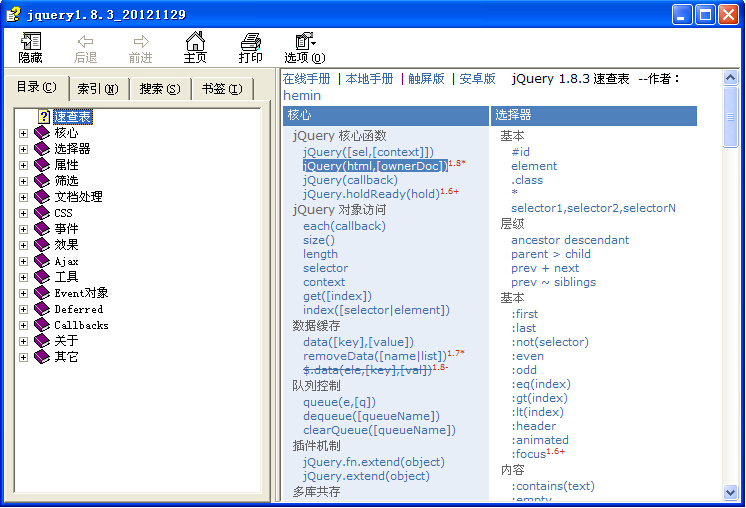 jquery1.8.3_20121129
隐藏 后退 前进 主页 打印 选项(O)
目录(C) 索引(N) 搜索(S) 书签(I)
速查表
核心
选择器
属性
筛选
文档处理
CSS
事件
效果
Ajax
工具
Event对象
Deferred
Callbacks
关于
其它
在线手册 | 本地手册 | 触屏版 | 安卓版 jQuery 1.8.3 速查表 --作者：
hemin
核心
jQuery 核心函数
jQuery([sel,[context]])
jQuery(html,[ownerDoc])1.8*
jQuery(callback)
jQuery.holdReady(hold)1.6+
jQuery 对象访问
each(callback)
size()
length
selector
context
get([index])
index([selector|element])
数据缓存
data([key],[value])
removeData([name|list])1.7*
$.data(ele,[key],[val])1.8-
队列控制
queue(e,[q])
dequeue([queueName])
clearQueue([queueName])
插件机制
jQuery.fn.extend(object)
jQuery.extend(object)
多库共存
选择器
基本
#id
element
.class
*
selector1,selector2,selectorN
层级
ancestor descendant
parent > child
prev + next
prev ~ siblings
基本
:first
:last
:not(selector)
:even
:odd
:eq(index)
:gt(index)
:lt(index)
:header
:animated
:focus1.6+
内容
:contains(text)
:empty